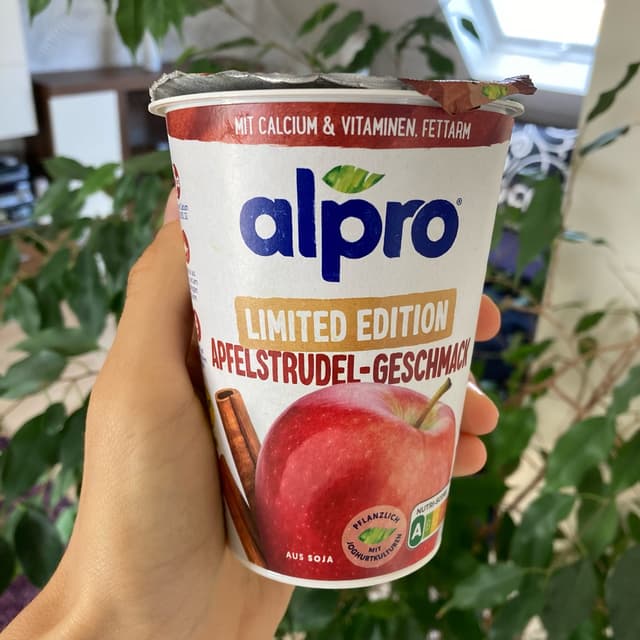 MIT CALCIUM & VITAMINEN. FETTARM
alpro®
LIMITED EDITION
APFELSTRUDEL-GESCHMACK
PFLANZLICH
MIT
JOGHURTKULTUREN
NUTRI-SCORE
A
AUS SOJA